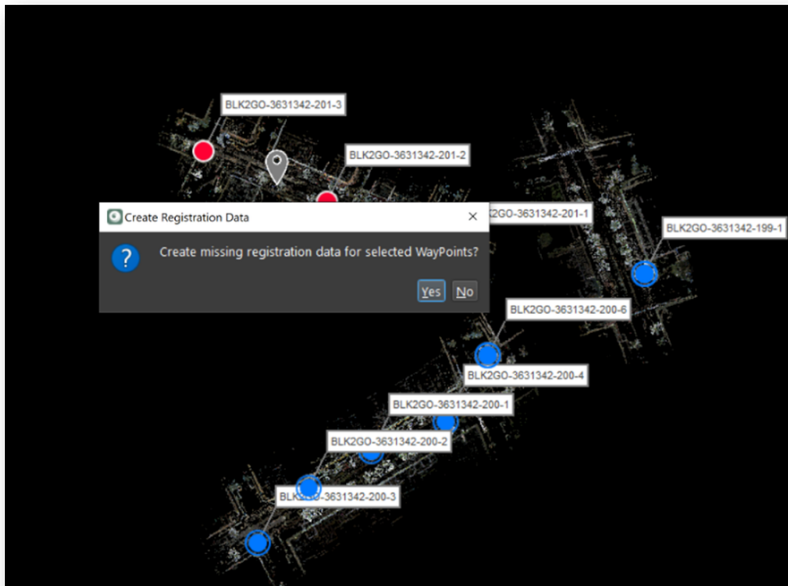 BLK2GO-3631342-201-3
BLK2GO-3631342-201-2
Create Registration Data
Create missing registration data for selected WayPoints?
Yes
No
2GO-3631342-201-1
BLK2GO-3631342-199-1
BLK2GO-3631342-200-6
BLK2GO-3631342-200-4
BLK2GO-3631342-200-1
BLK2GO-3631342-200-2
BLK2GO-3631342-200-3